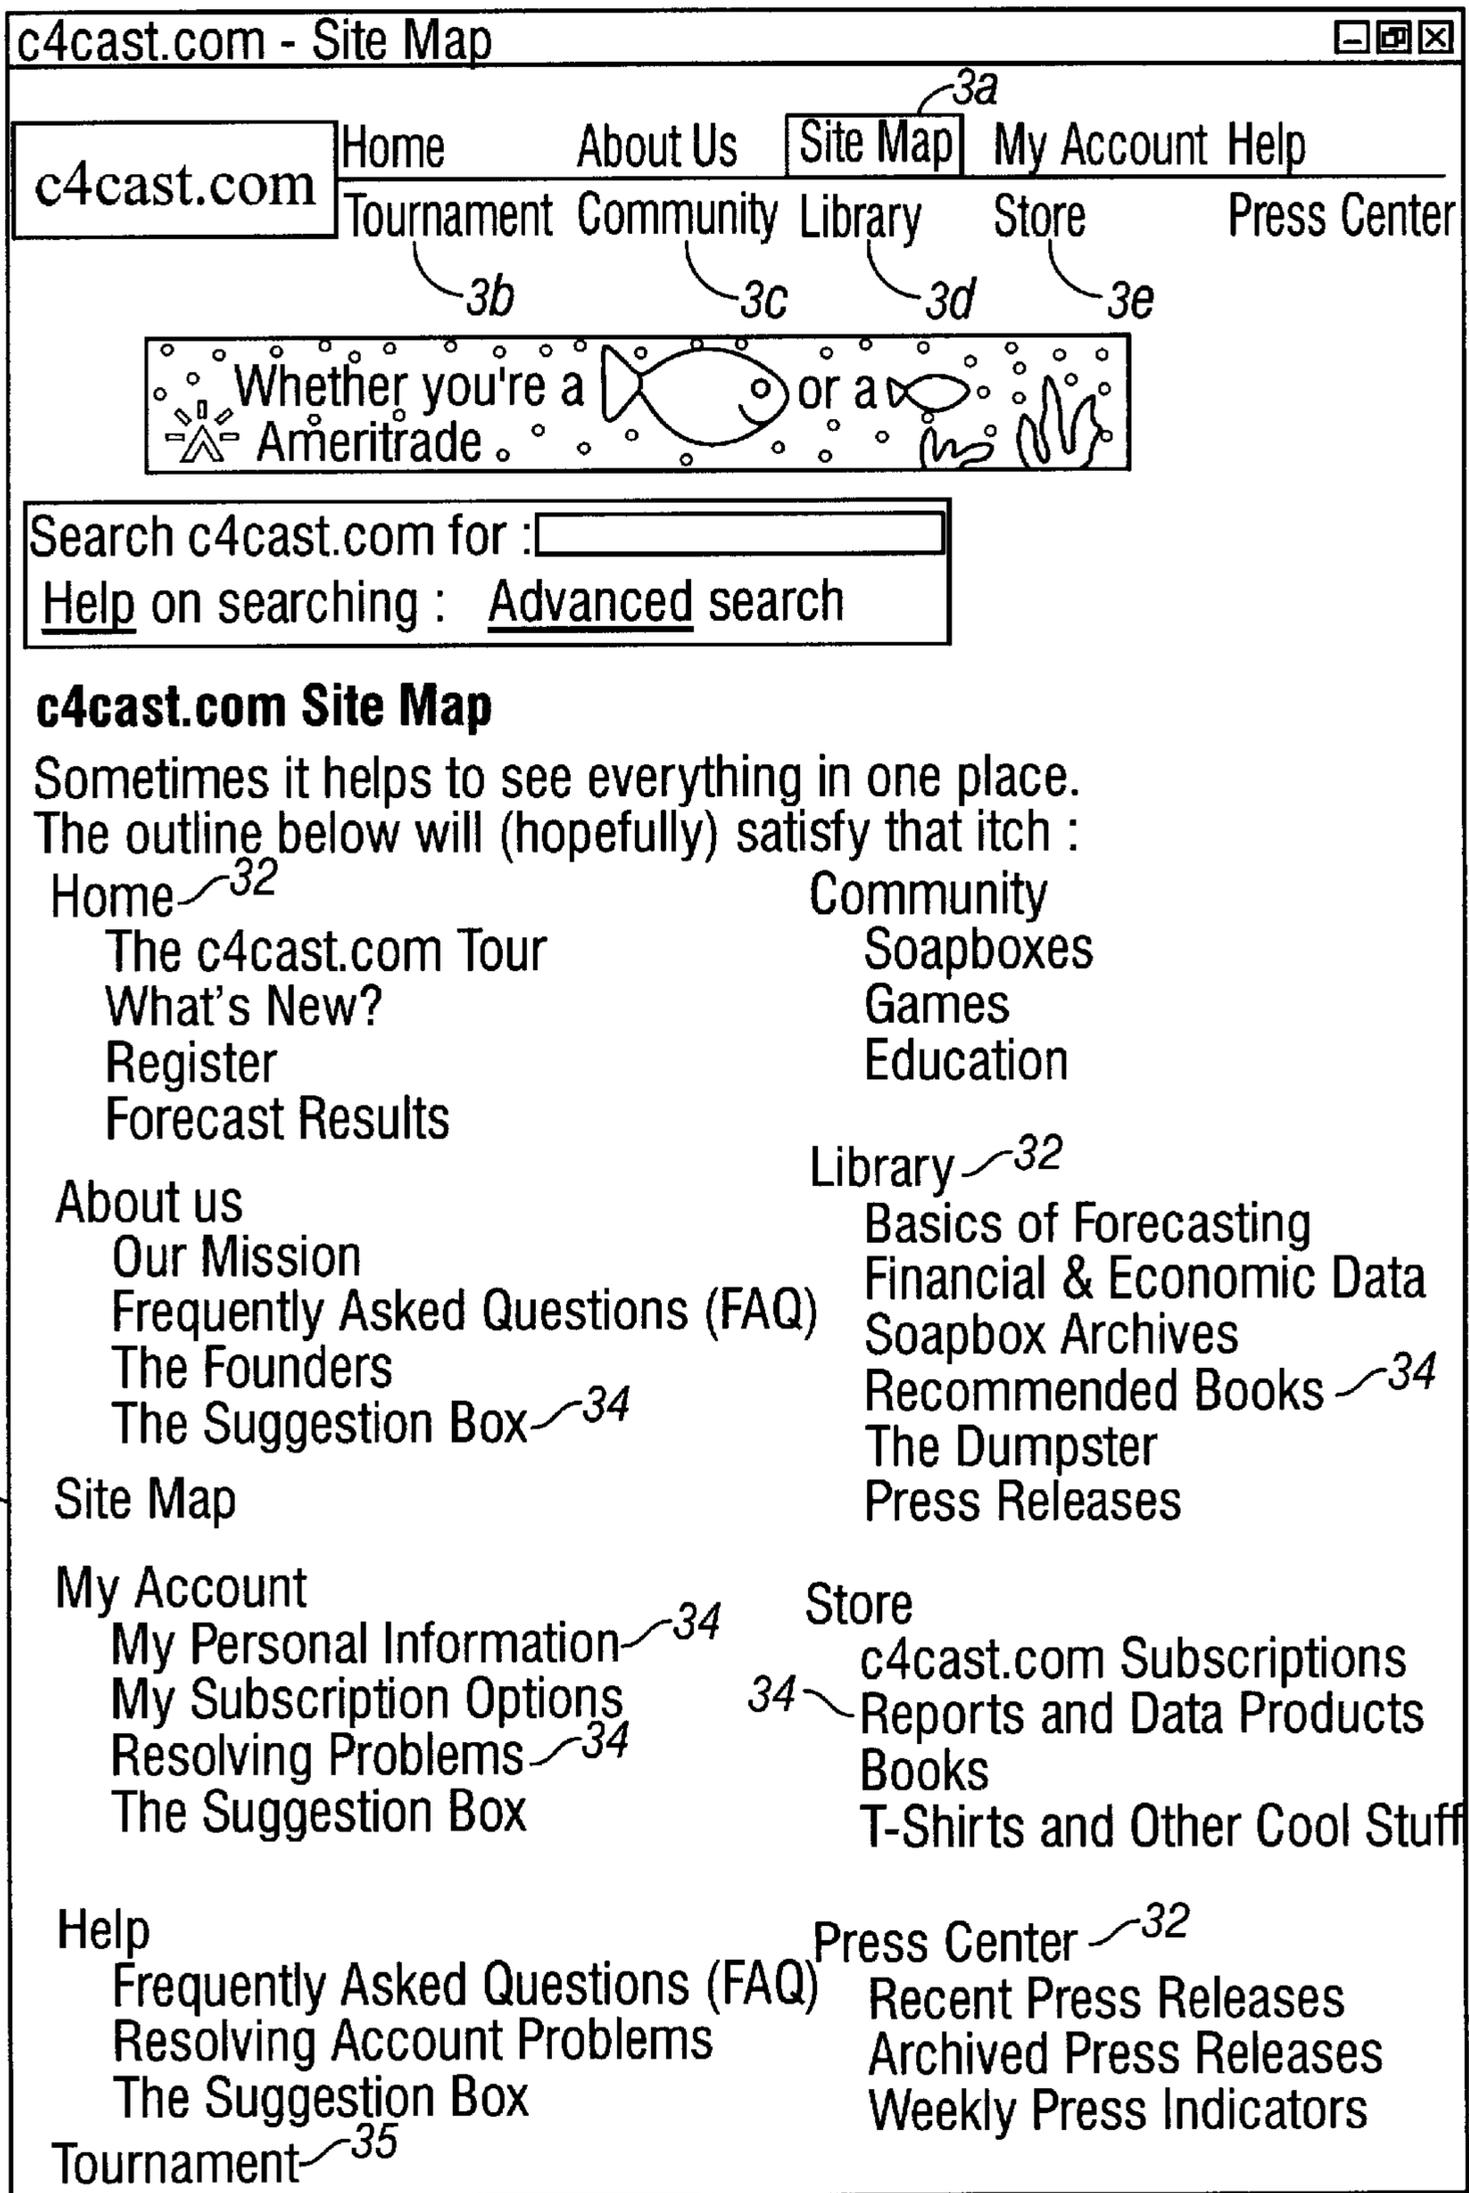 c4cast.com - Site Map
3a
c4cast.com
Home About Us Site Map My Account Help
Tournament Community Library Store Press Center
3b 3c 3d 3e
Whether you're a or a
Ameritrade
Search c4cast.com for :
Help on searching : Advanced search
c4cast.com Site Map
Sometimes it helps to see everything in one place.
The outline below will (hopefully) satisfy that itch :
Home 32
The c4cast.com Tour
What's New?
Register
Forecast Results
About us
Our Mission
Frequently Asked Questions (FAQ)
The Founders
The Suggestion Box 34
Site Map
My Account
My Personal Information 34
My Subscription Options
Resolving Problems 34
The Suggestion Box
Help
Frequently Asked Questions (FAQ)
Resolving Account Problems
The Suggestion Box
Tournament 35
Community
Soapboxes
Games
Education
Library 32
Basics of Forecasting
Financial & Economic Data
Soapbox Archives
Recommended Books 34
The Dumpster
Press Releases
Store
c4cast.com Subscriptions
34 Reports and Data Products
Books
T-Shirts and Other Cool Stuff
Press Center 32
Recent Press Releases
Archived Press Releases
Weekly Press Indicators